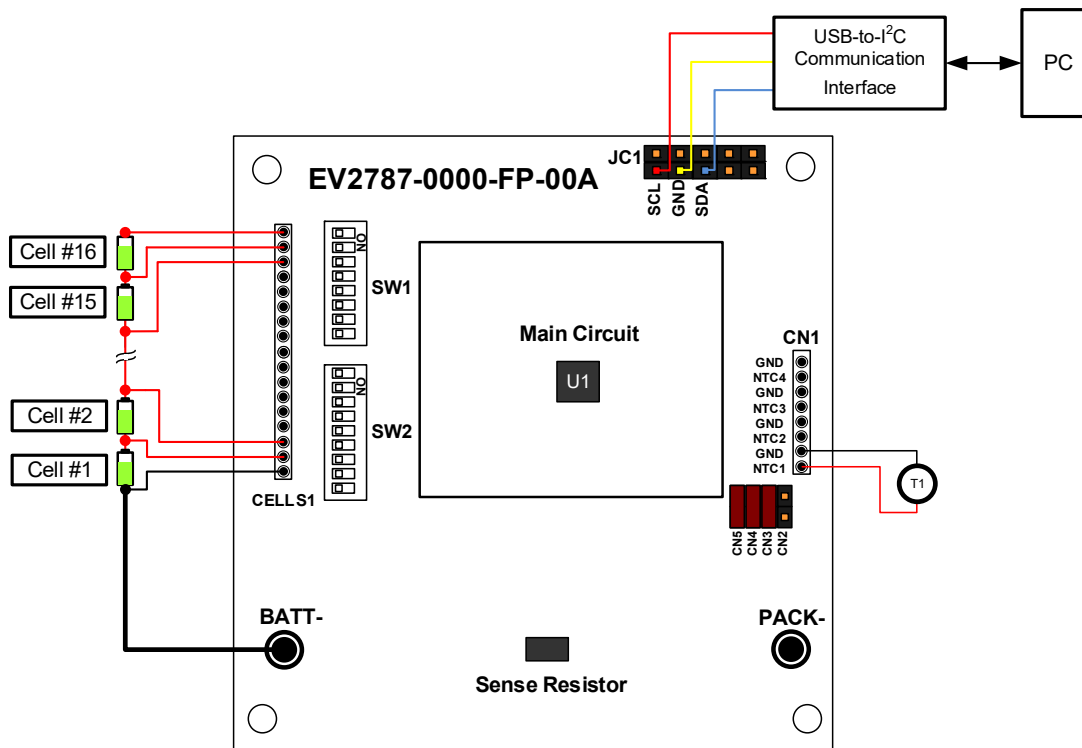 USB-to-I²C
Communication
Interface
PC
JC1
EV2787-0000-FP-00A
SCL
GND
SDA
Cell #16
Cell #15
Cell #2
Cell #1
ON
SW1
ON
SW2
CELLS1
Main Circuit
U1
CN1
GND
NTC4
GND
NTC3
GND
NTC2
GND
NTC1
T1
CN5
CN4
CN3
CN2
BATT-
PACK-
Sense Resistor